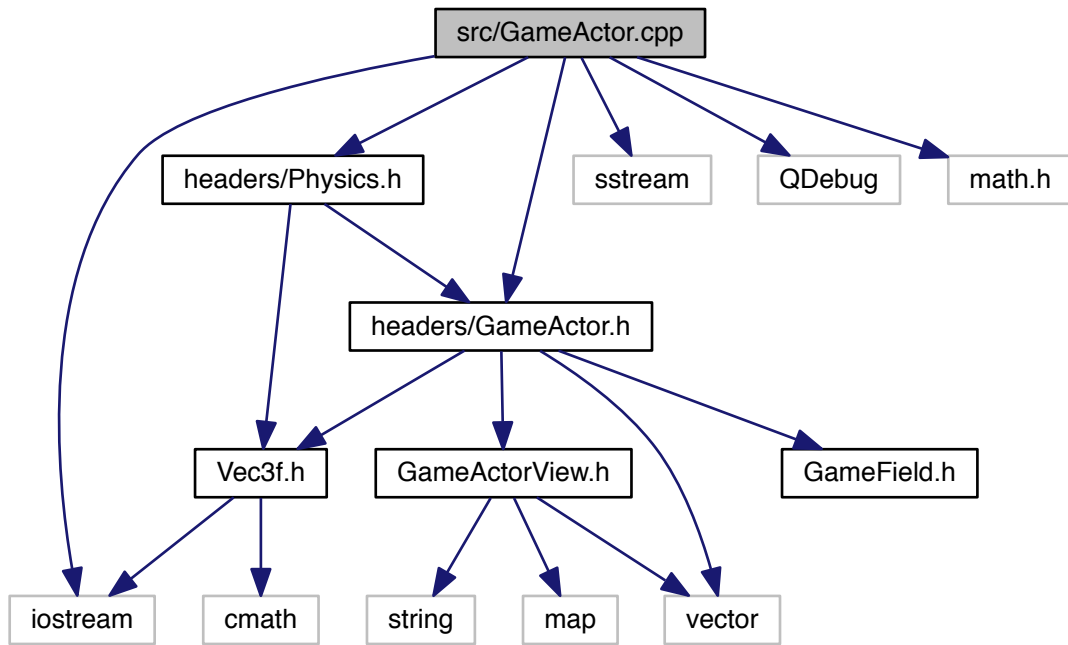 src/GameActor.cpp
headers/Physics.h
sstream
QDebug
math.h
headers/GameActor.h
Vec3f.h
GameActorView.h
GameField.h
iostream
cmath
string
map
vector